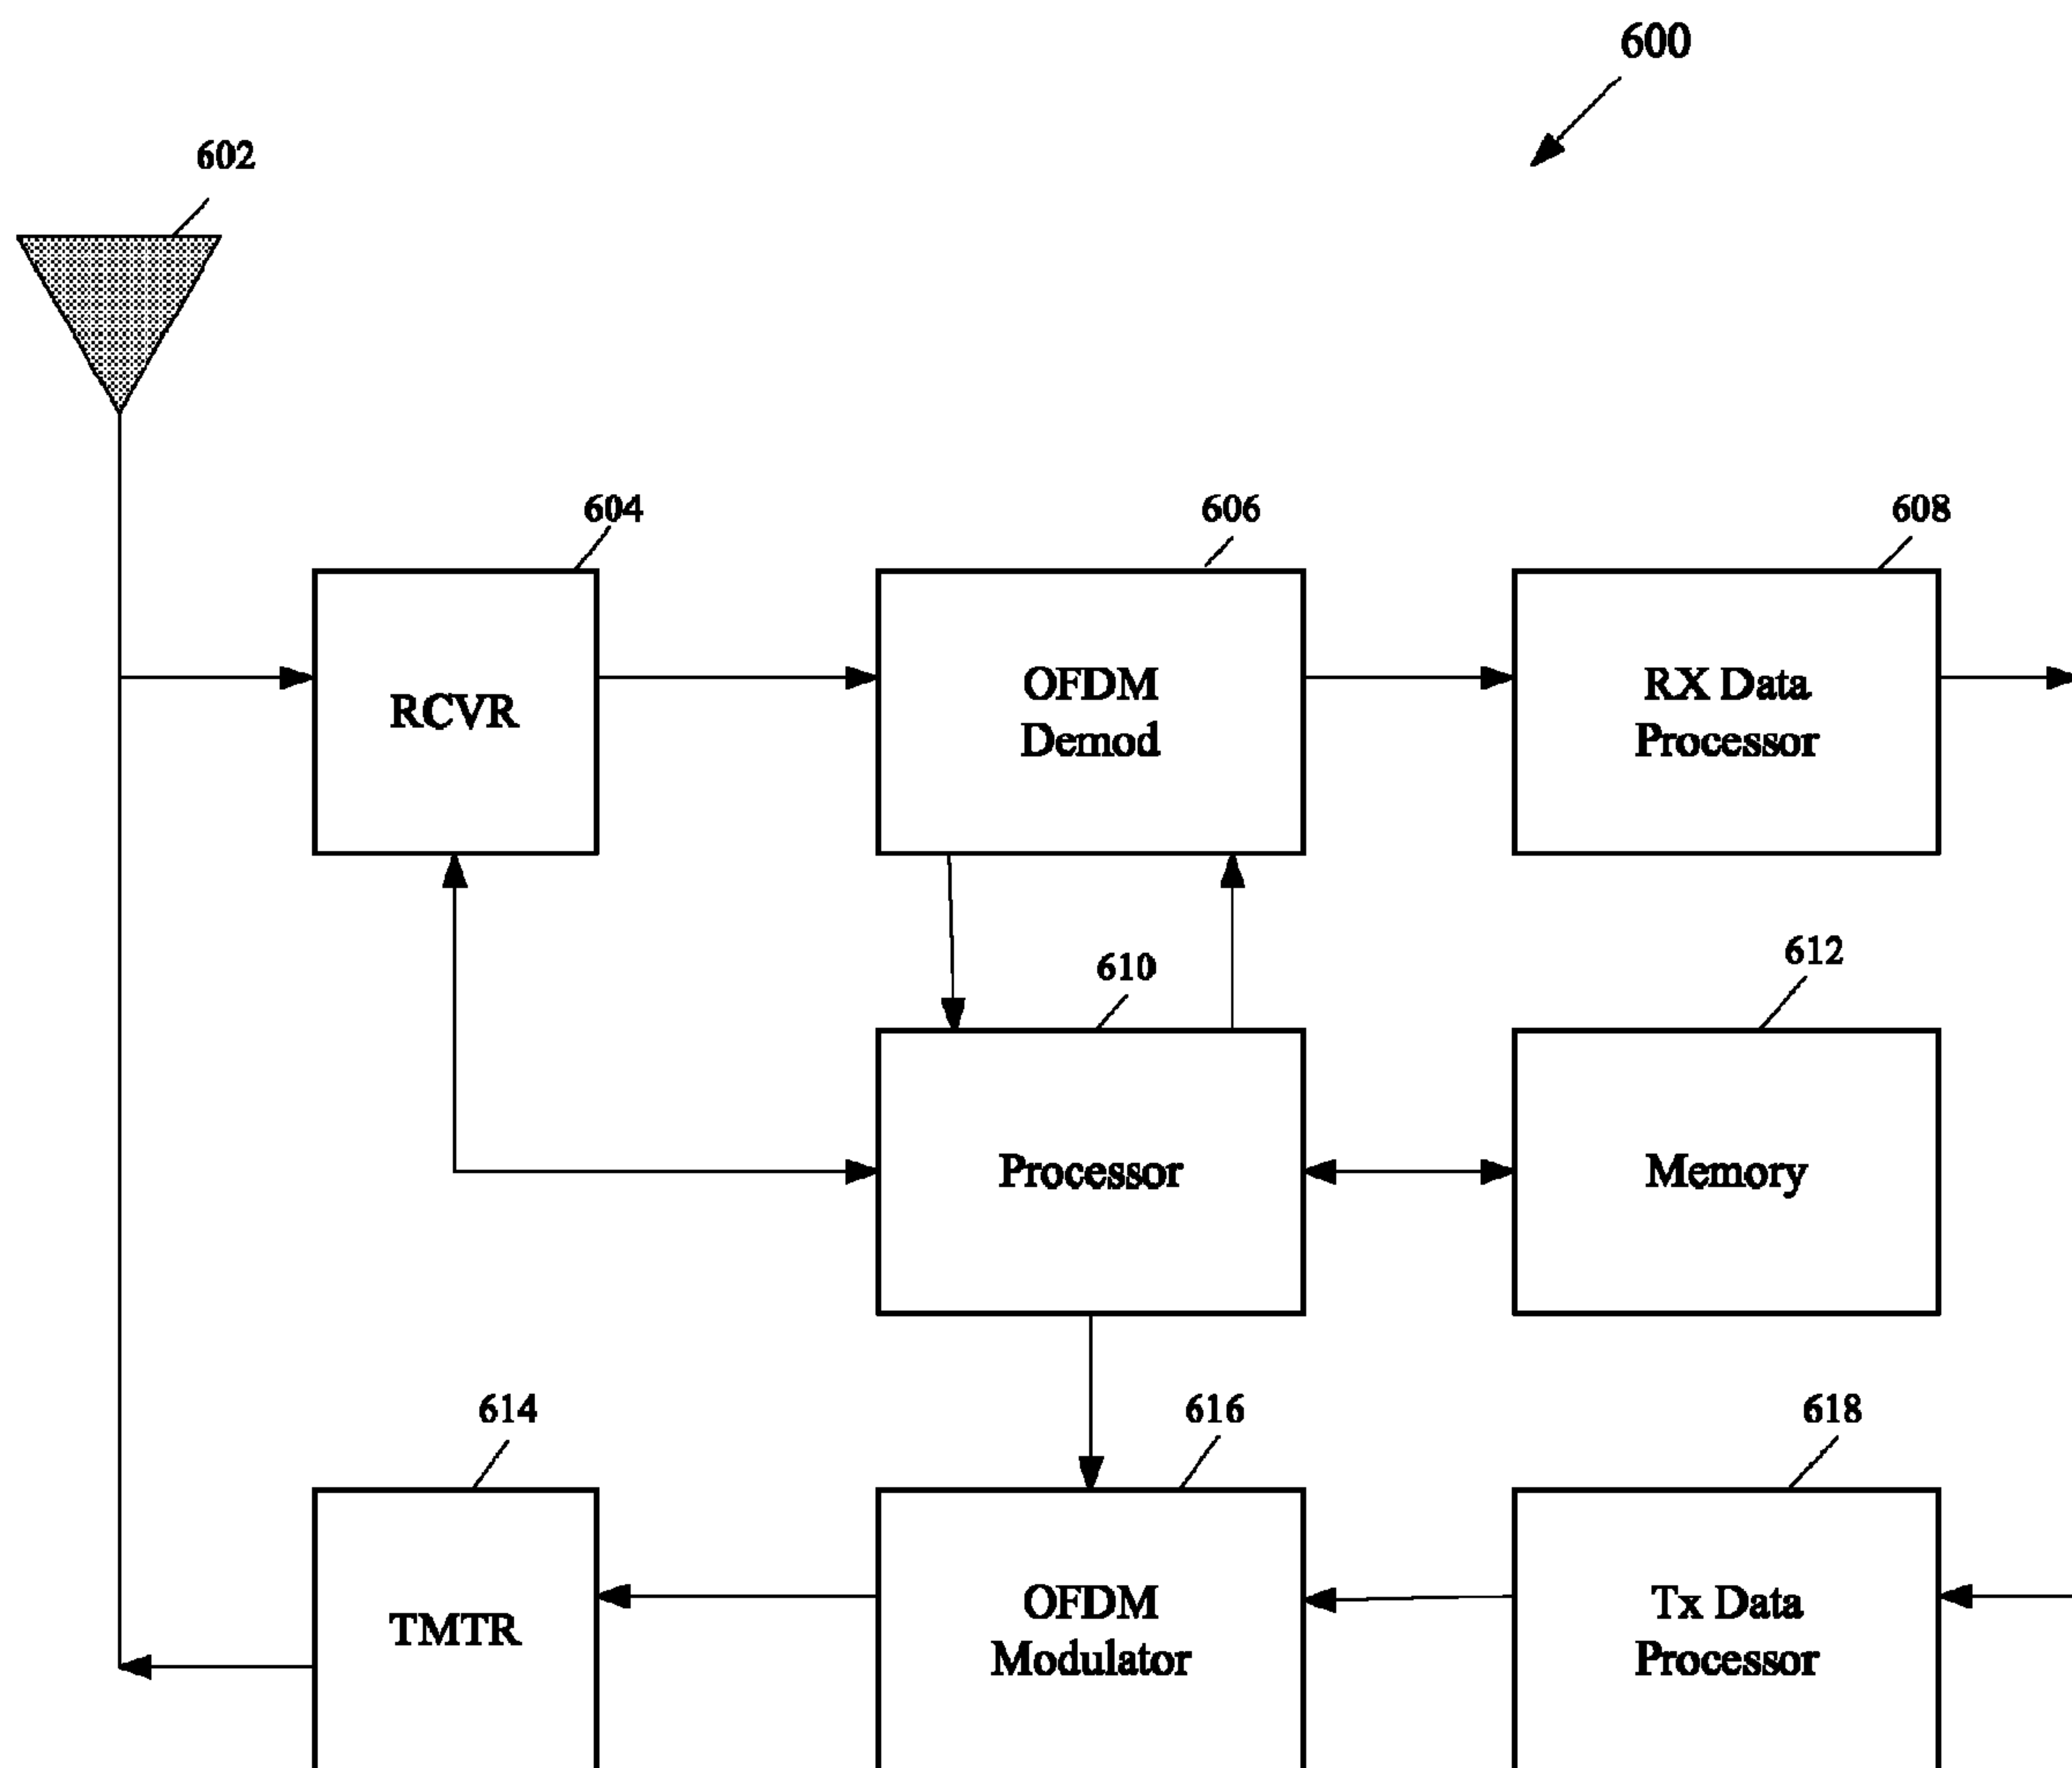 600
602
604
606
608
RCVR
OFDM
Demod
RX Data
Processor
610
612
Processor
Memory
614
616
618
TMTR
OFDM
Modulator
Tx Data
Processor